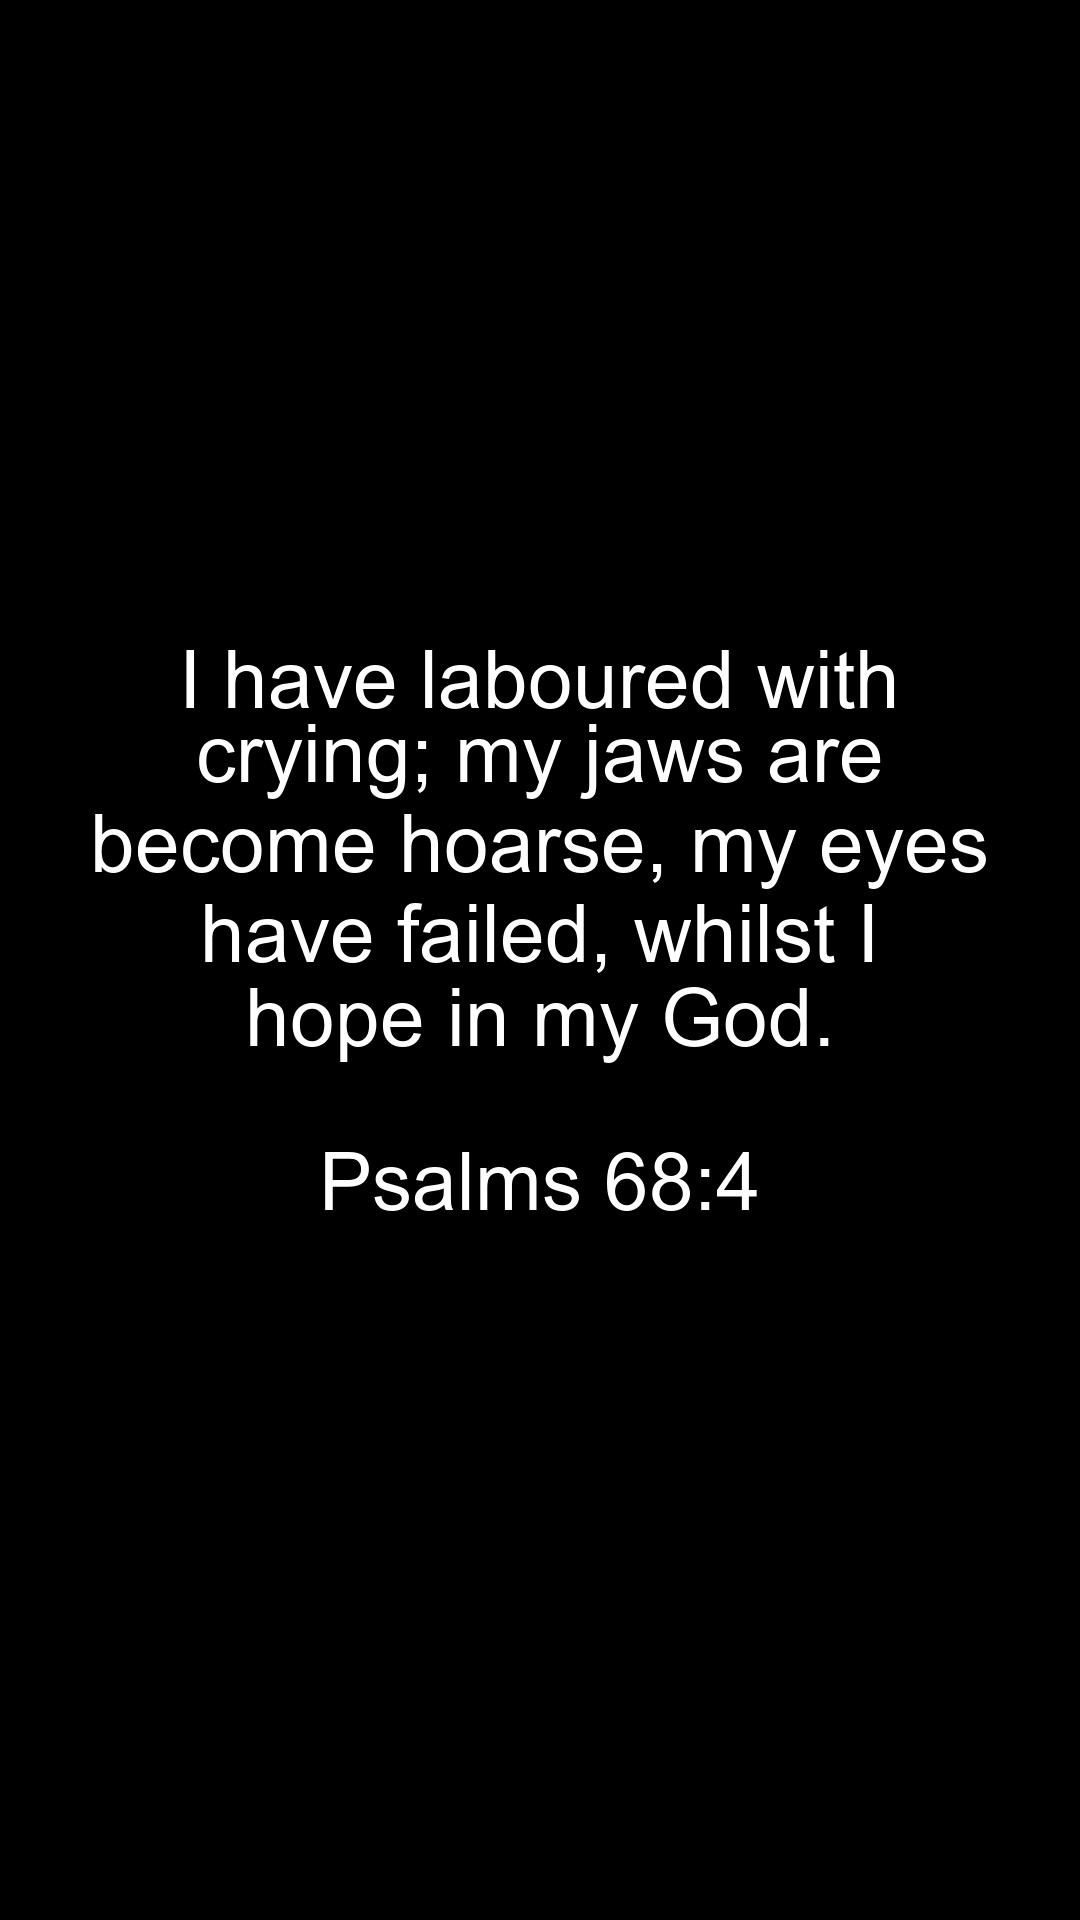 I have laboured with
crying; my jaws are
become hoarse, my eyes
have failed, whilst I
hope in my God.
Psalms 68:4